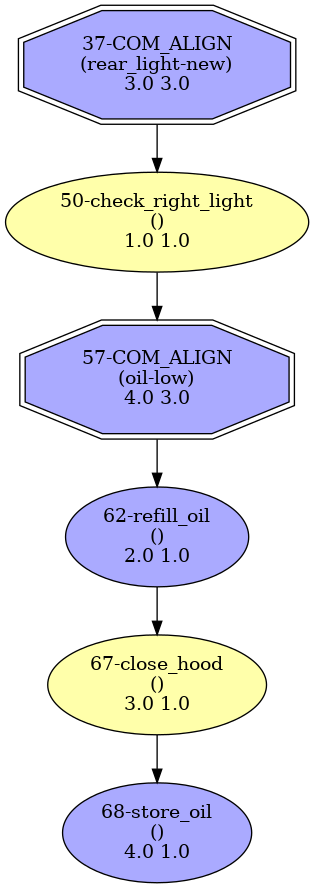 37-COM_ALIGN
(rear_light-new)
3.0 3.0
50-check_right_light
()
1.0 1.0
57-COM_ALIGN
(oil-low)
4.0 3.0
62-refill_oil
()
2.0 1.0
67-close_hood
()
3.0 1.0
68-store_oil
()
4.0 1.0